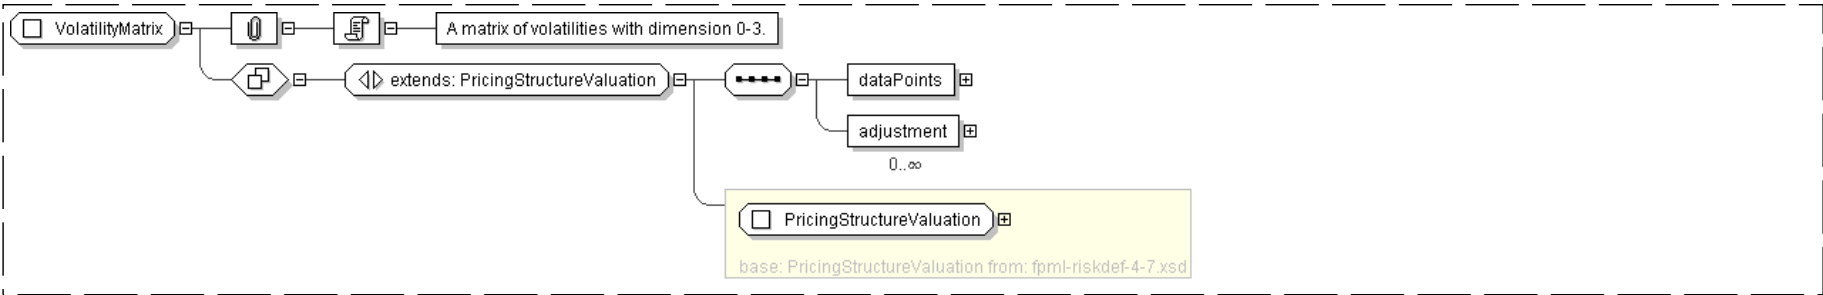 VolatilityMatrix
A matrix of volatilities with dimension 0-3.
extends: PricingStructureValuation
dataPoints
adjustment
0..∞
PricingStructureValuation
base: PricingStructureValuation from: fpml-riskdef-4-7.xsd